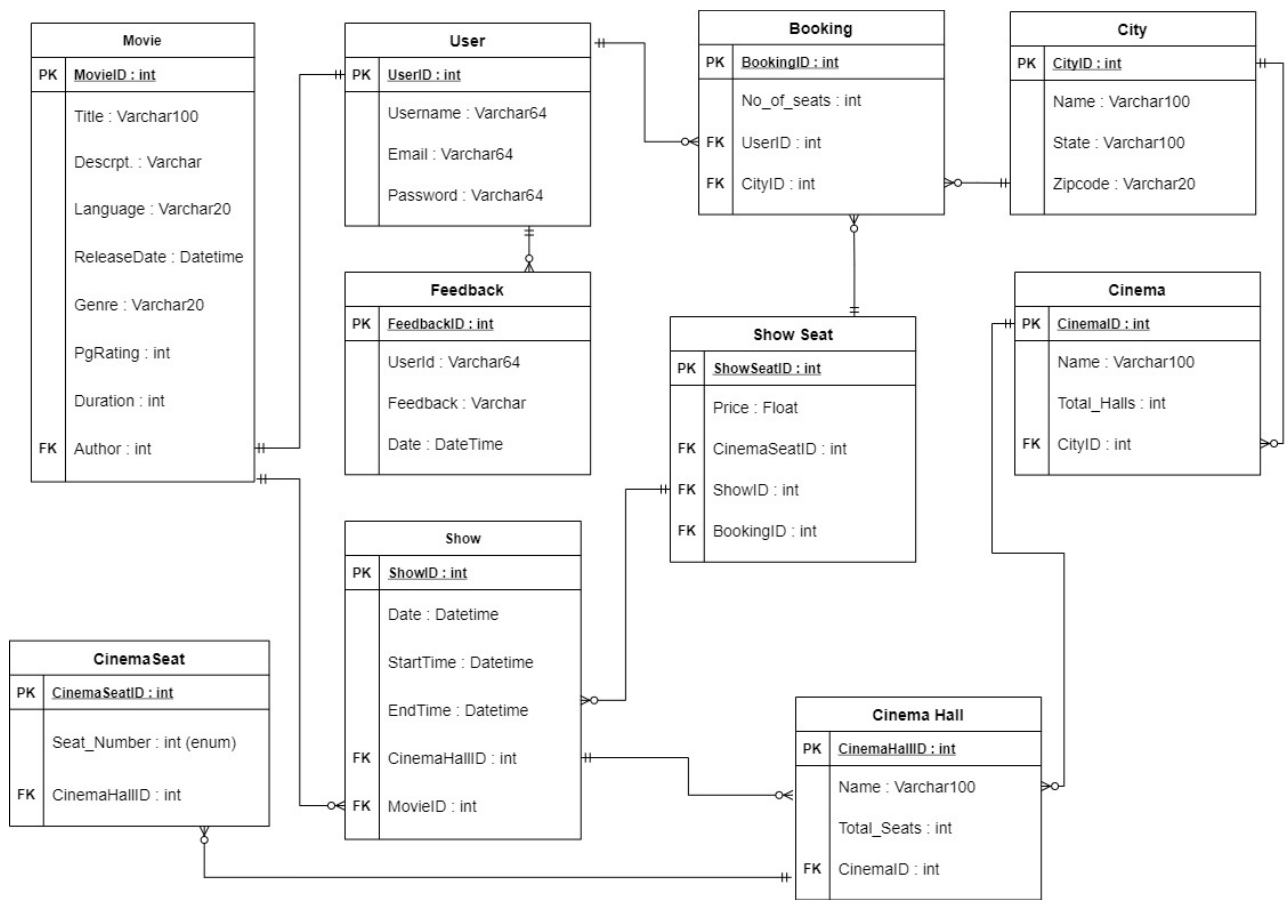 Movie
PK MovieID : int
Title : Varchar100
Descrpt. : Varchar
Language : Varchar20
ReleaseDate : Datetime
Genre : Varchar20
PgRating : int
Duration : int
FK Author : int
User
PK UserID : int
Username : Varchar64
Email : Varchar64
Password : Varchar64
Booking
PK BookingID : int
No_of_seats : int
FK UserID : int
FK CityID : int
City
PK CityID : int
Name : Varchar100
State : Varchar100
Zipcode : Varchar20
Feedback
PK FeedbackID : int
UserId : Varchar64
Feedback : Varchar
Date : DateTime
Show Seat
PK ShowSeatID : int
Price : Float
FK CinemaSeatID : int
FK ShowID : int
FK BookingID : int
Cinema
PK CinemaID : int
Name : Varchar100
Total_Halls : int
FK CityID : int
Show
PK ShowID : int
Date : Datetime
StartTime : Datetime
EndTime : Datetime
FK CinemaHallID : int
FK MovieID : int
CinemaSeat
PK CinemaSeatID : int
Seat_Number : int (enum)
FK CinemaHallID : int
Cinema Hall
PK CinemaHallID : int
Name : Varchar100
Total_Seats : int
FK CinemaID : int